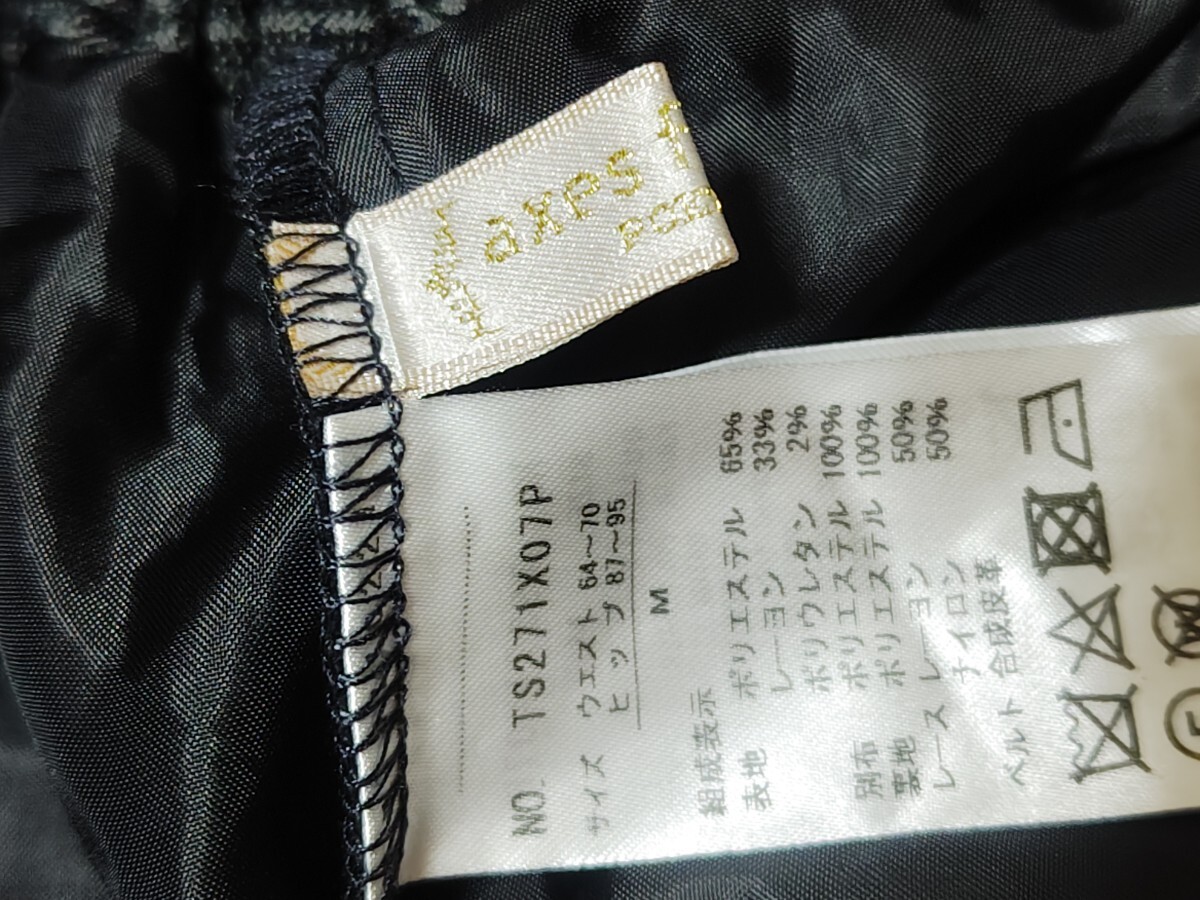 axes
NO. TS271X07P
サイズ ウエスト 64～70
ヒップ 87～95
M
組成表示
表地 ポリエステル 65%
レーヨン 33%
ポリウレタン 2%
別布 ポリエステル 100%
裏地 ポリエステル 100%
レース レーヨン 50%
ナイロン 50%
ベルト 合成皮革